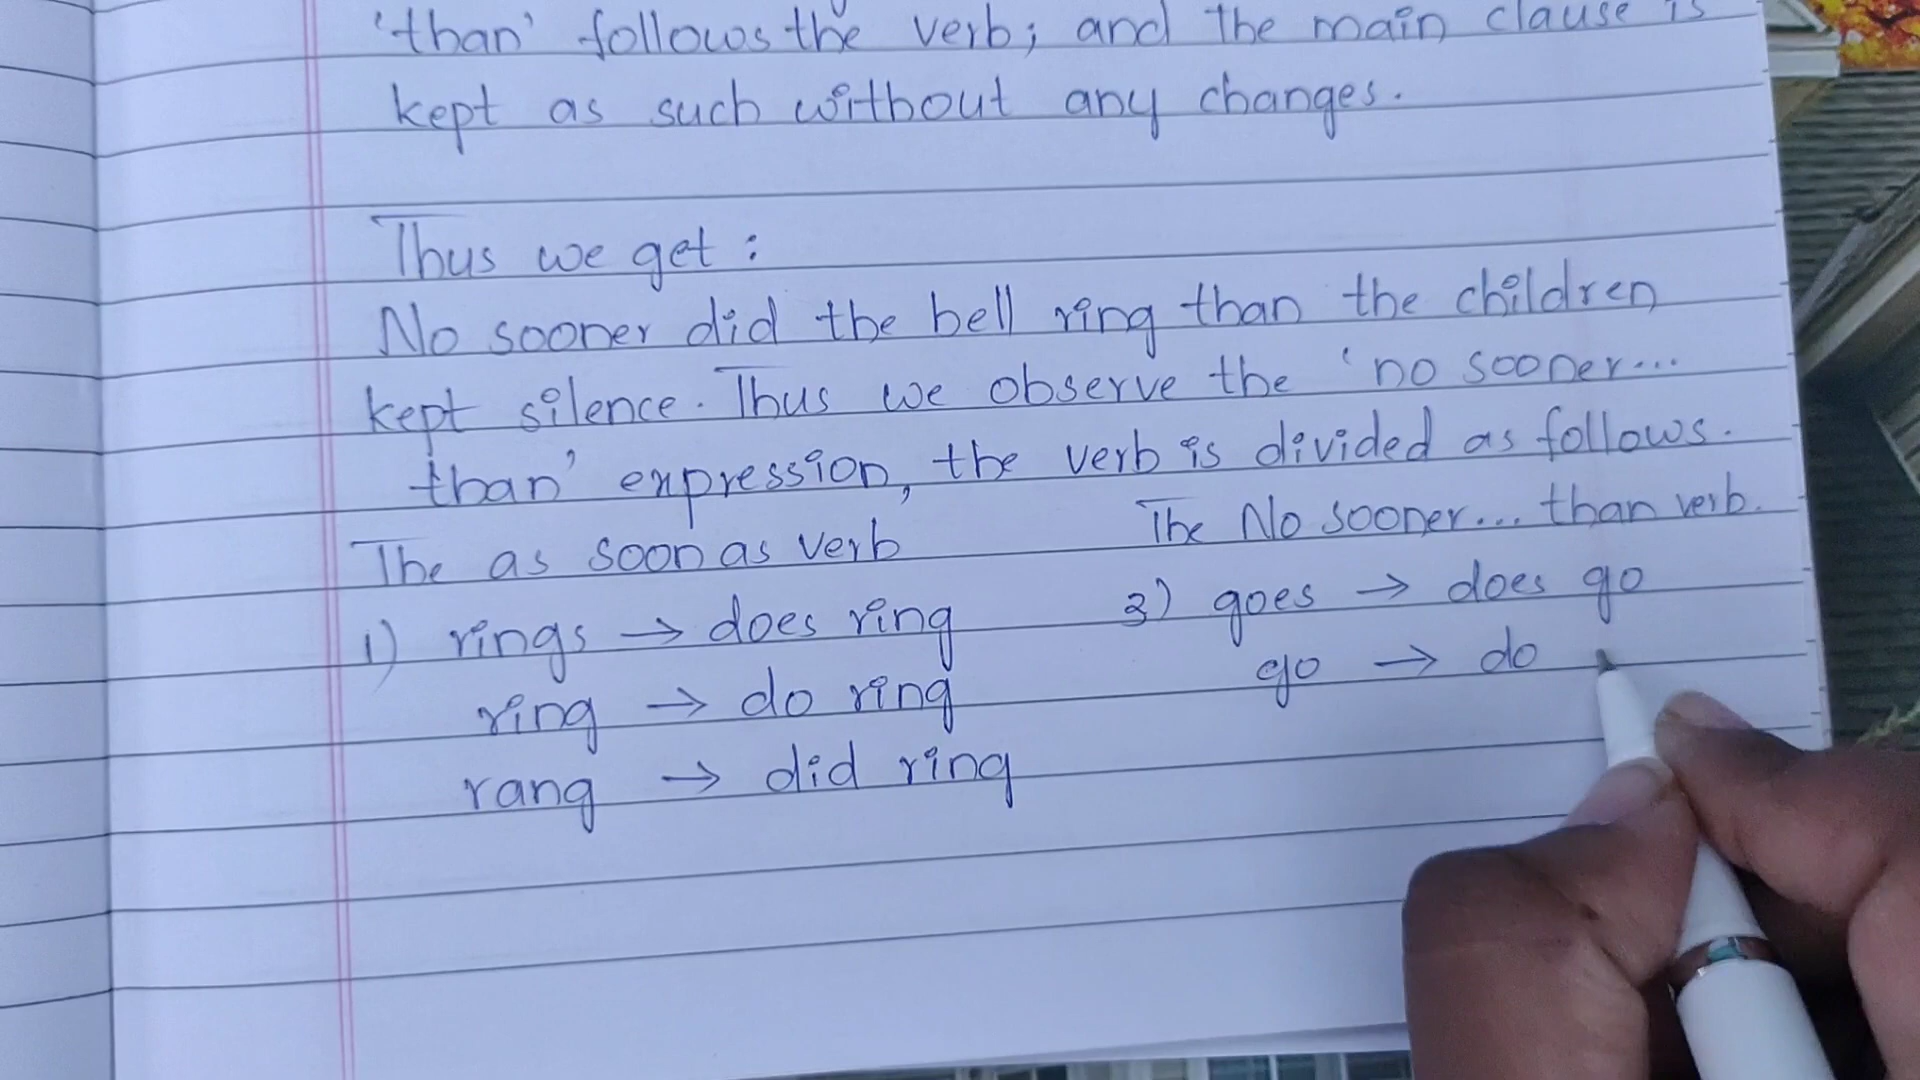 'than' follows the verb; and the main clause is
kept as such without any changes.
Thus we get :
No sooner did the bell ring than the children
kept silence. Thus we observe the 'no sooner...
than' expression, the verb is divided as follows.
The as soon as verb The No sooner... than verb.
1) rings → does ring 3) goes → does go
ring → do ring go → do
rang → did ring